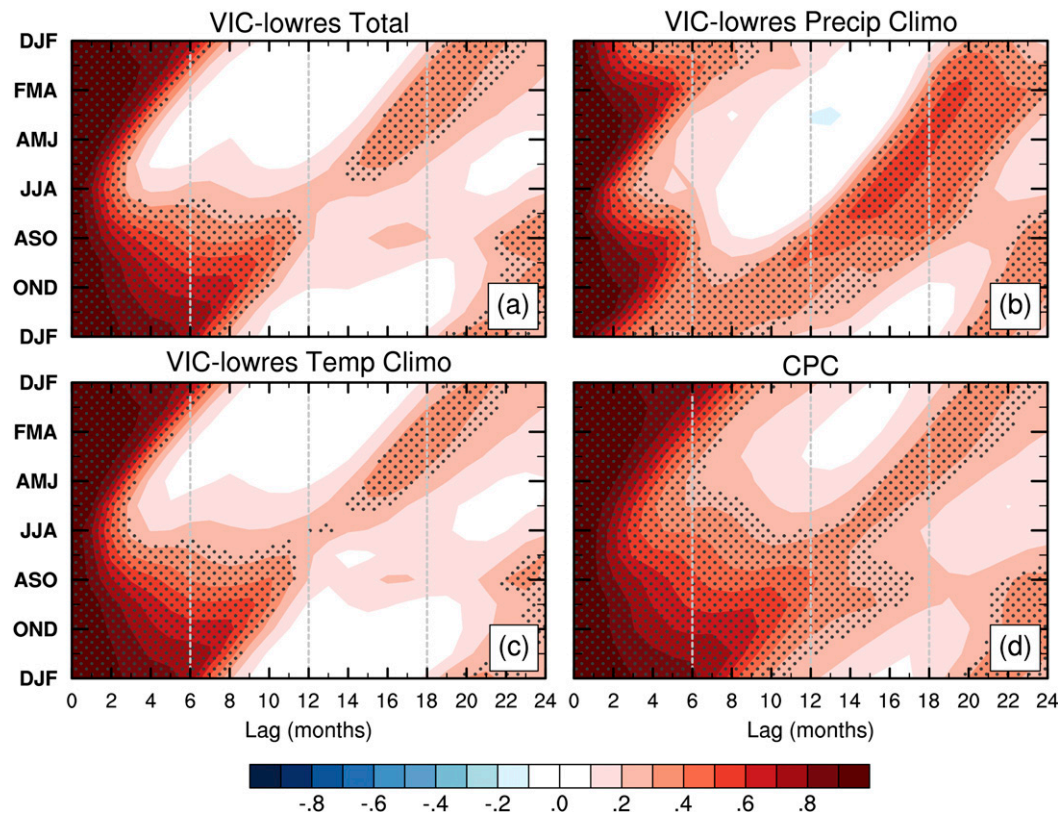 VIC-lowres Total
VIC-lowres Precip Climo
DJF
FMA
AMJ
JJA
ASO
OND
DJF
(a)
(b)
VIC-lowres Temp Climo
CPC
DJF
FMA
AMJ
JJA
ASO
OND
DJF
(c)
(d)
0 2 4 6 8 10 12 14 16 18 20 22 24
0 2 4 6 8 10 12 14 16 18 20 22 24
Lag (months)
Lag (months)
-.8 -.6 -.4 -.2 .0 .2 .4 .6 .8